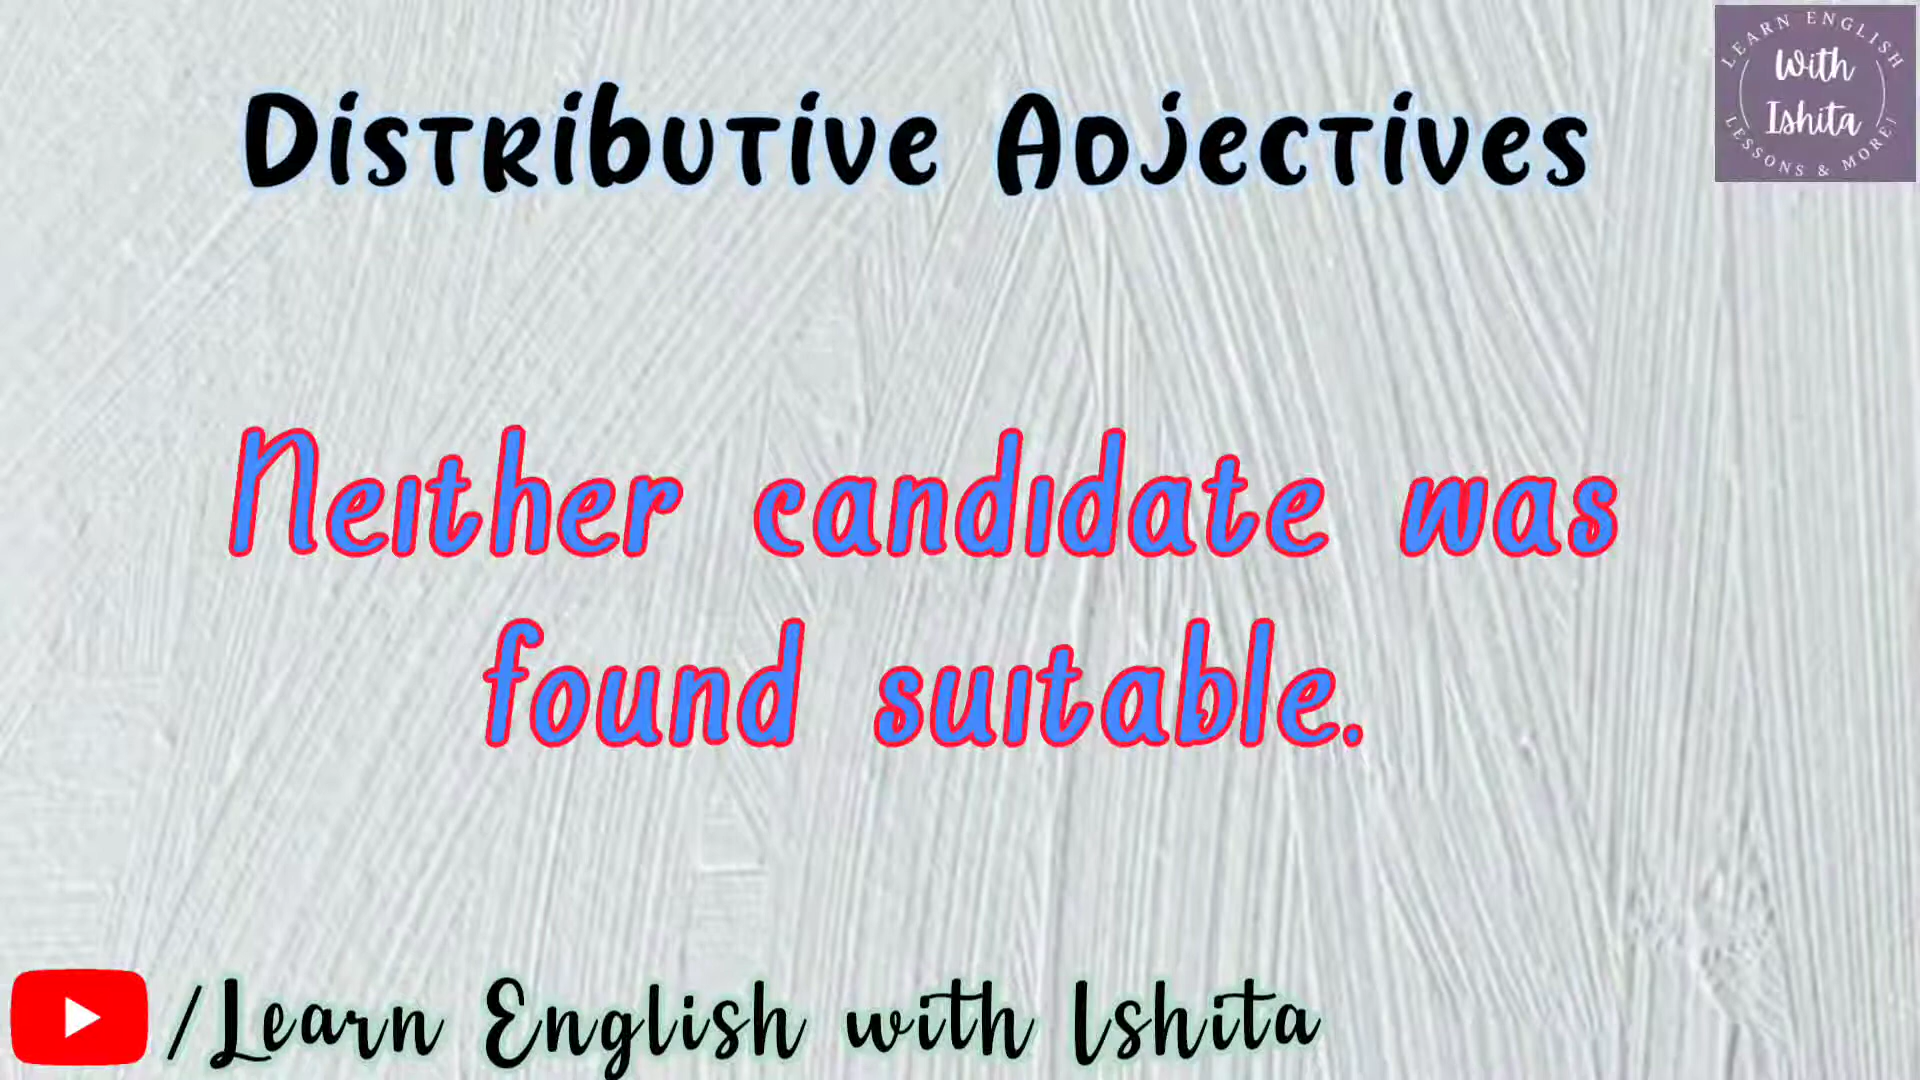 Distributive Adjectives
LEARN ENGLISH
With
Ishita
LESSONS & MORE!
Neither candidate was
found suitable.
/Learn English with Ishita